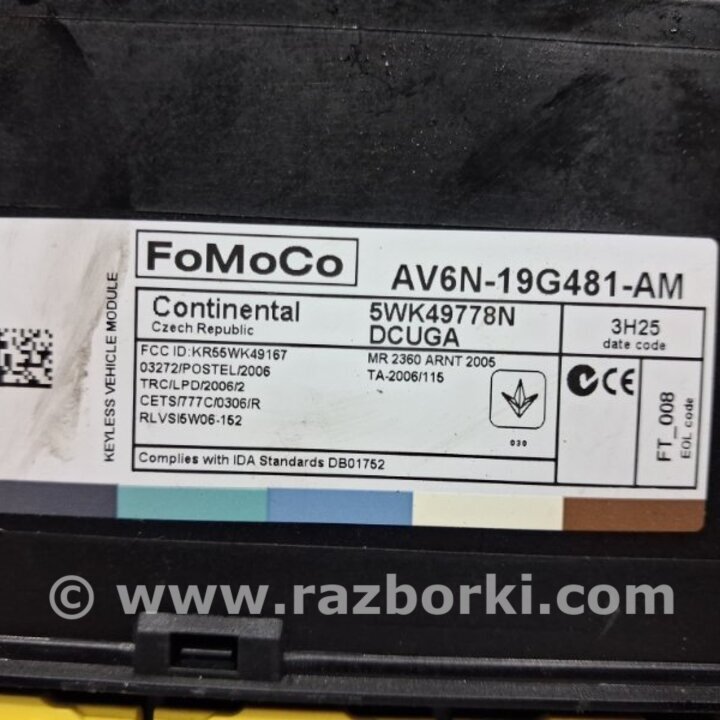 FoMoCo
AV6N-19G481-AM
KEYLESS VEHICLE MODULE
Continental
Czech Republic
5WK49778N
DCUGA
3H25
date code
FCC ID:KR55WK49167
03272/POSTEL/2006
TRC/LPD/2006/2
CETS/777C/0306/R
RLVSI5W06-152
MR 2360 ARNT 2005
TA-2006/115
030
CE
FT_008
EOL code
Complies with IDA Standards DB01752
© www.razborki.com